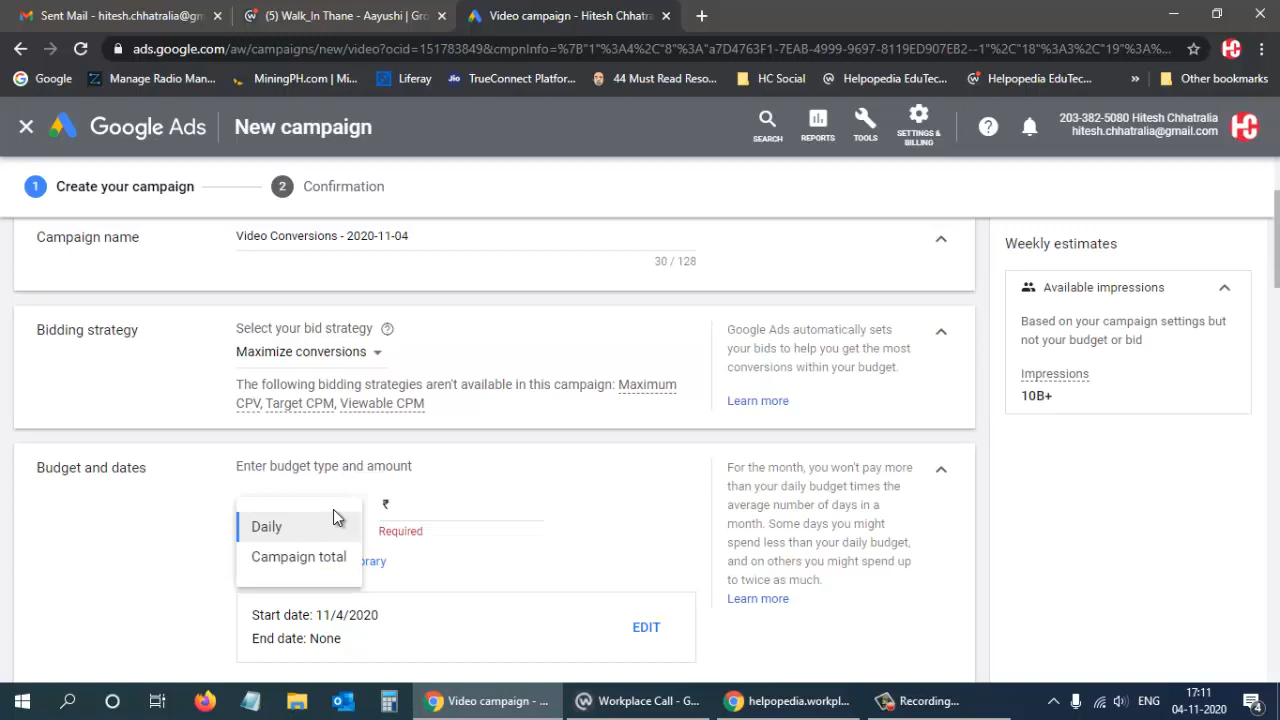 Sent Mail - hitesh.chhatralia@gm
(5) Walk_In Thane - Aayushi | Gro
Video campaign - Hitesh Chhatra
ads.google.com/aw/campaigns/new/video?ocid=151783849&cmpnInfo=%7B"1"%3A4%2C"8"%3A"a7D4763F1-7EAB-4999-9697-8119ED907EB2--1"%2C"18"%3A3%2C"19"%3A%...
Google
Manage Radio Man...
MiningPH.com | Mi...
Liferay
TrueConnect Platfor...
44 Must Read Reso...
HC Social
Helpopedia EduTec...
Helpopedia EduTec...
»
Other bookmarks
Google Ads
New campaign
SEARCH
REPORTS
TOOLS
SETTINGS &
BILLING
203-382-5080 Hitesh Chhatralia
hitesh.chhatralia@gmail.com
1 Create your campaign
2 Confirmation
Campaign name
Video Conversions - 2020-11-04
30 / 128
Bidding strategy
Select your bid strategy
Maximize conversions
The following bidding strategies aren't available in this campaign: Maximum
CPV, Target CPM, Viewable CPM
Google Ads automatically sets
your bids to help you get the most
conversions within your budget.
Learn more
Budget and dates
Enter budget type and amount
Daily
Campaign total
₹
Required
brary
Start date: 11/4/2020
End date: None
EDIT
For the month, you won't pay more
than your daily budget times the
average number of days in a
month. Some days you might
spend less than your daily budget,
and on others you might spend up
to twice as much.
Learn more
Weekly estimates
Available impressions
Based on your campaign settings but
not your budget or bid
Impressions
10B+
Video campaign - ...
Workplace Call - G...
helpopedia.workpl...
Recording...
ENG
17:11
04-11-2020
4